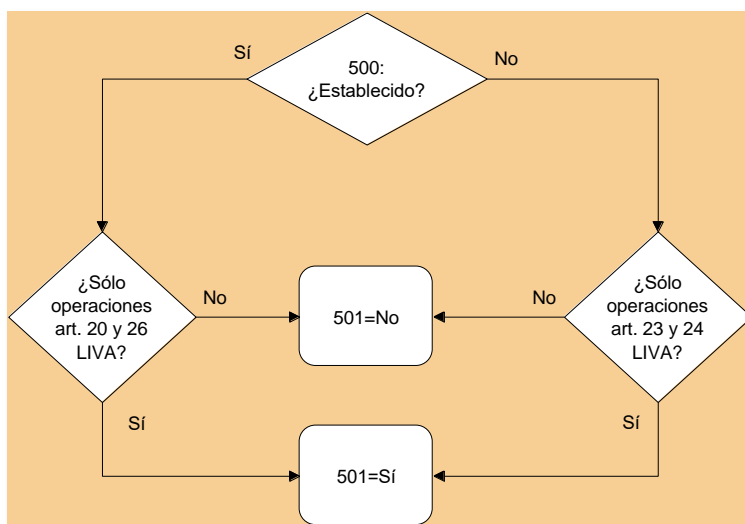 Sí
500:
¿Establecido?
No
¿Sólo
operaciones
art. 20 y 26
LIVA?
No
501=No
No
¿Sólo
operaciones
art. 23 y 24
LIVA?
Sí
501=Sí
Sí